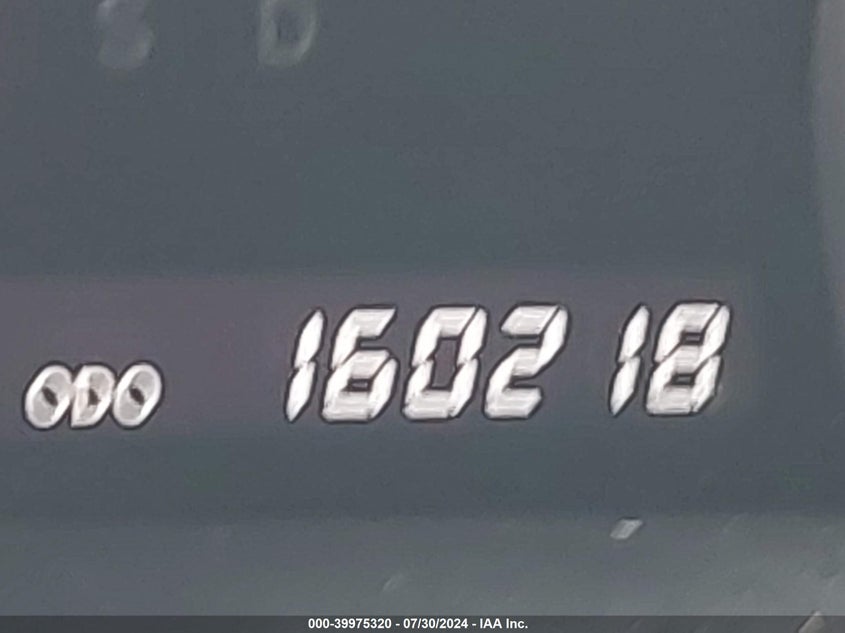 ODO 160218
000-39975320 - 07/30/2024 - IAA Inc.